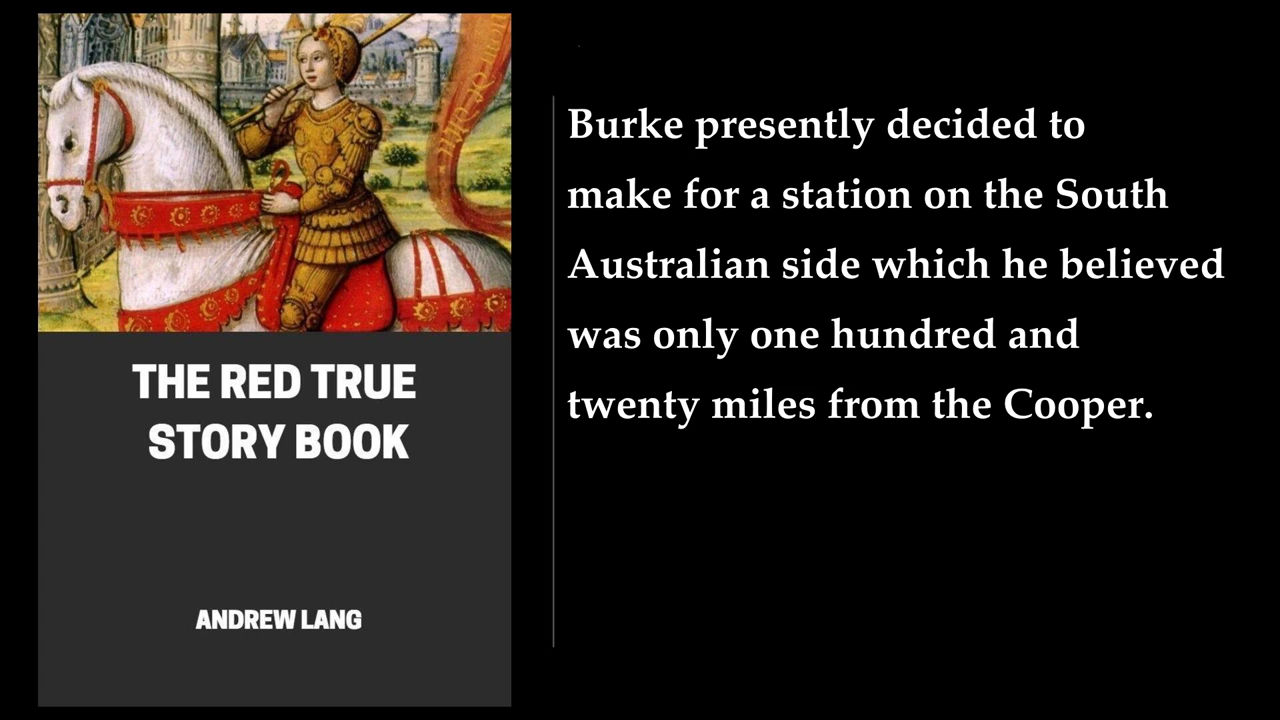 THE RED TRUE
STORY BOOK
ANDREW LANG
Burke presently decided to
make for a station on the South
Australian side which he believed
was only one hundred and
twenty miles from the Cooper.